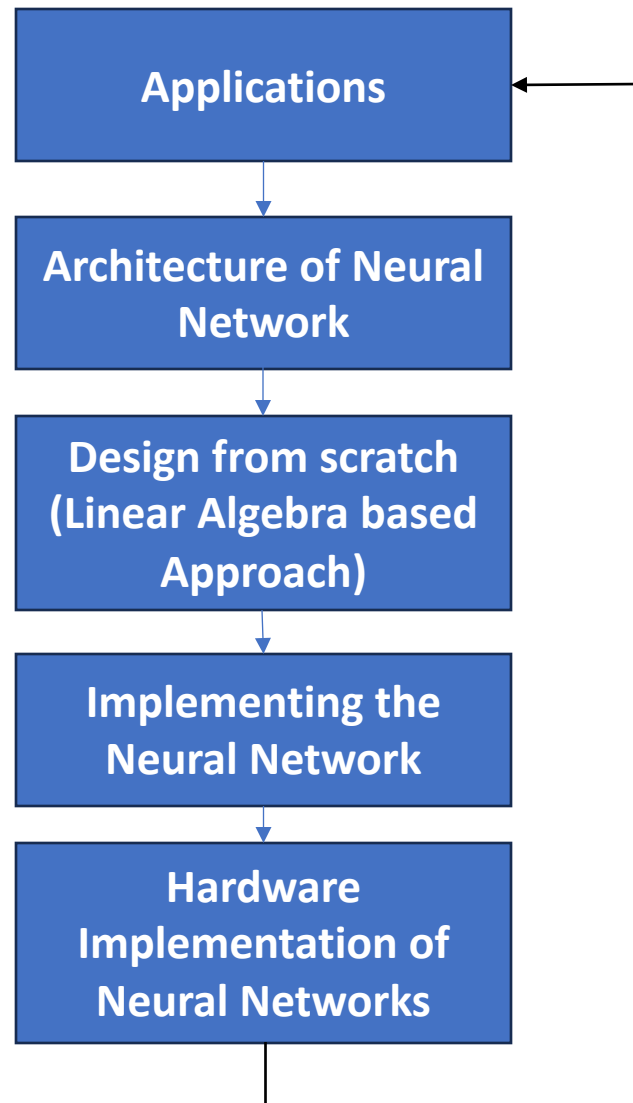 Applications
Architecture of Neural
Network
Design from scratch
(Linear Algebra based
Approach)
Implementing the
Neural Network
Hardware
Implementation of
Neural Networks